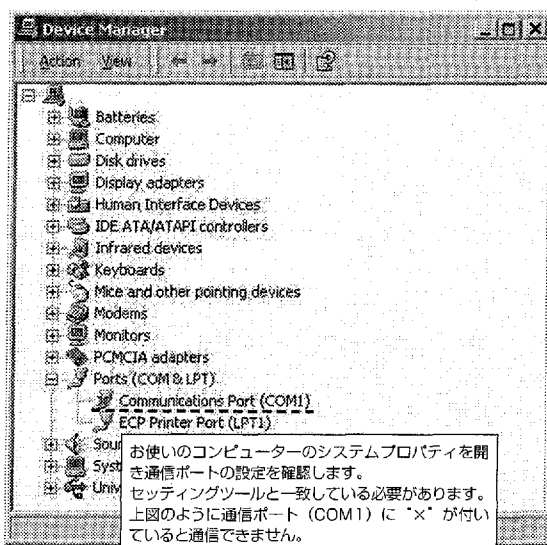 Device Manager
Action View
Batteries
Computer
Disk drives
Display adapters
Human Interface Devices
IDE ATA/ATAPI controllers
Infrared devices
Keyboards
Mice and other pointing devices
Modems
Monitors
PCMCIA adapters
Ports (COM & LPT)
Communications Port (COM1)
ECP Printer Port (LPT1)
Sou
Syst
Univ
お使いのコンピューターのシステムプロパティを開
き通信ポートの設定を確認します。
セッティングツールと一致している必要があります。
上図のように通信ポート（COM1）に"×"が付い
ていると通信できません。